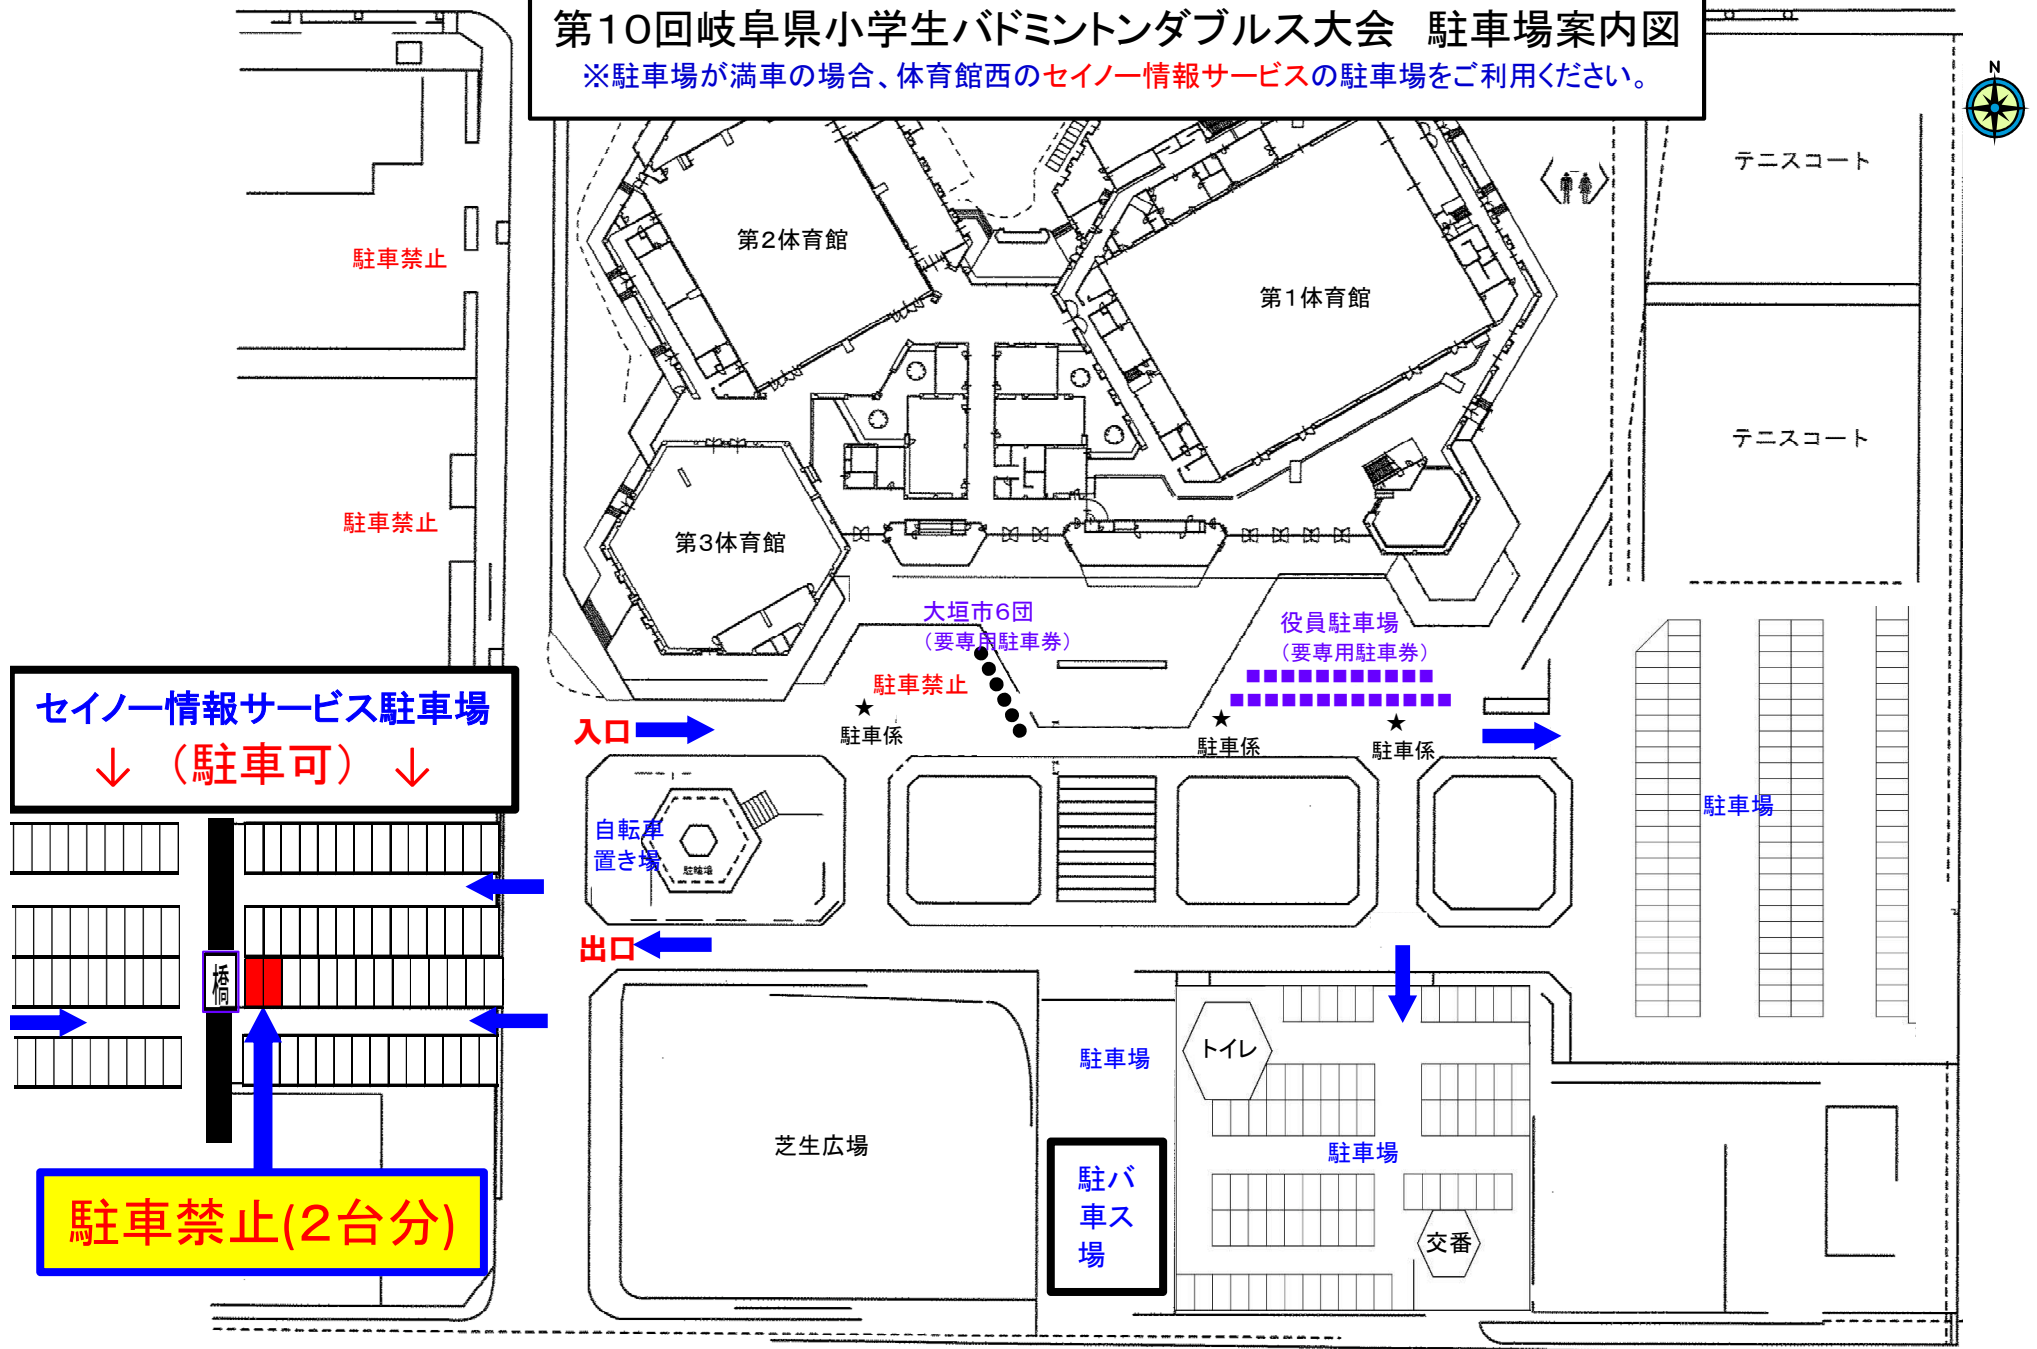 第10回岐阜県小学生バドミントンダブルス大会　駐車場案内図
※駐車場が満車の場合、体育館西のセイノー情報サービスの駐車場をご利用ください。
N
テニスコート
第2体育館
駐車禁止
第1体育館
テニスコート
駐車禁止
第3体育館
大垣市6団
（要専用駐車券）
役員駐車場
（要専用駐車券）
駐車禁止
★
駐車係
★
駐車係
★
駐車係
セイノー情報サービス駐車場
↓（駐車可）↓
入口
駐車場
自転車
置き場
駐輪場
出口
橋
トイレ
駐車場
駐車場
芝生広場
駐バ
車ス
場
交番
駐車禁止(2台分)